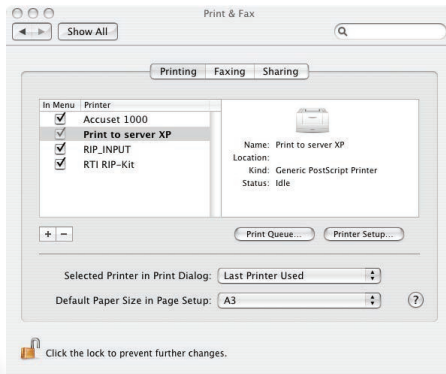 Print & Fax
Show All
Printing Faxing Sharing
In Menu Printer
Accuset 1000
Print to server XP
RIP_INPUT
RTI RIP-Kit
Name: Print to server XP
Location:
Kind: Generic PostScript Printer
Status: Idle
+ −
Print Queue... Printer Setup...
Selected Printer in Print Dialog: Last Printer Used
Default Paper Size in Page Setup: A3
?
Click the lock to prevent further changes.